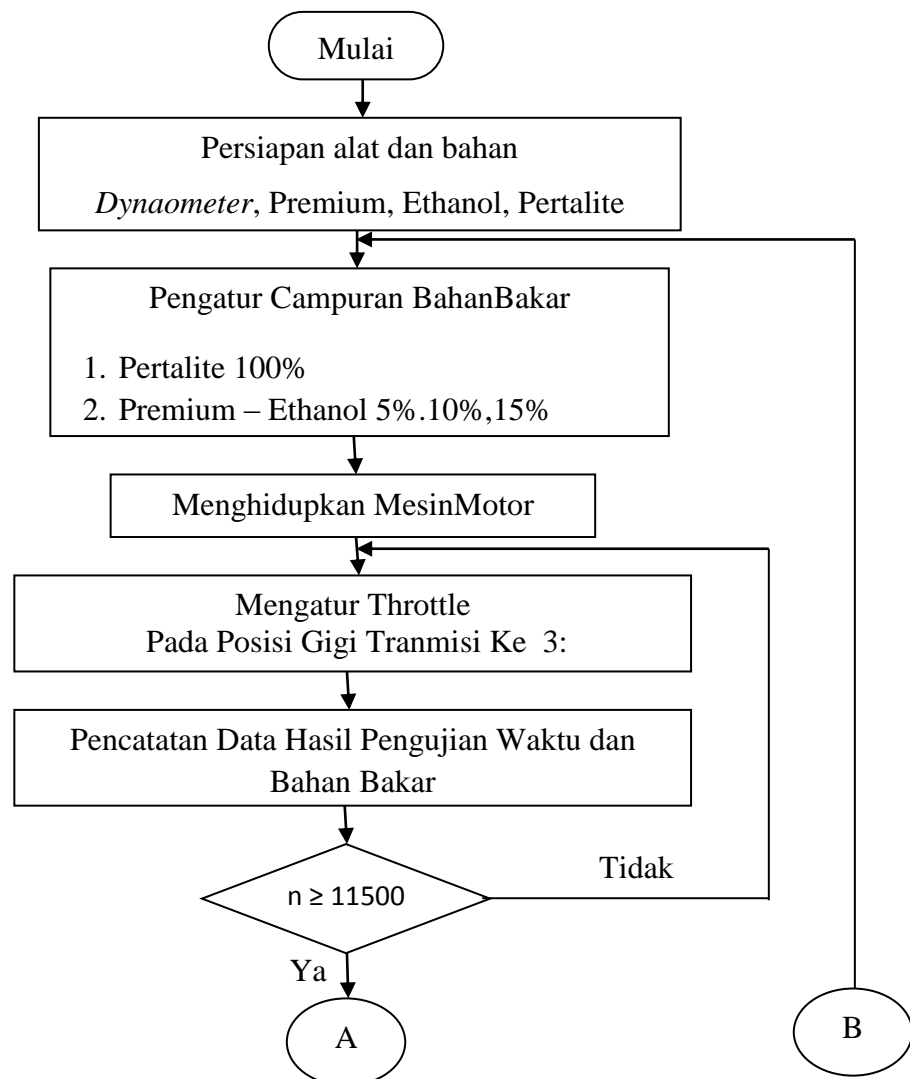 Mulai
Persiapan alat dan bahan
Dynaometer, Premium, Ethanol, Pertalite
Pengatur Campuran BahanBakar
1. Pertalite 100%
2. Premium – Ethanol 5%.10%,15%
Menghidupkan MesinMotor
Mengatur Throttle
Pada Posisi Gigi Tranmisi Ke 3:
Pencatatan Data Hasil Pengujian Waktu dan
Bahan Bakar
n ≥ 11500
Tidak
Ya
A
B